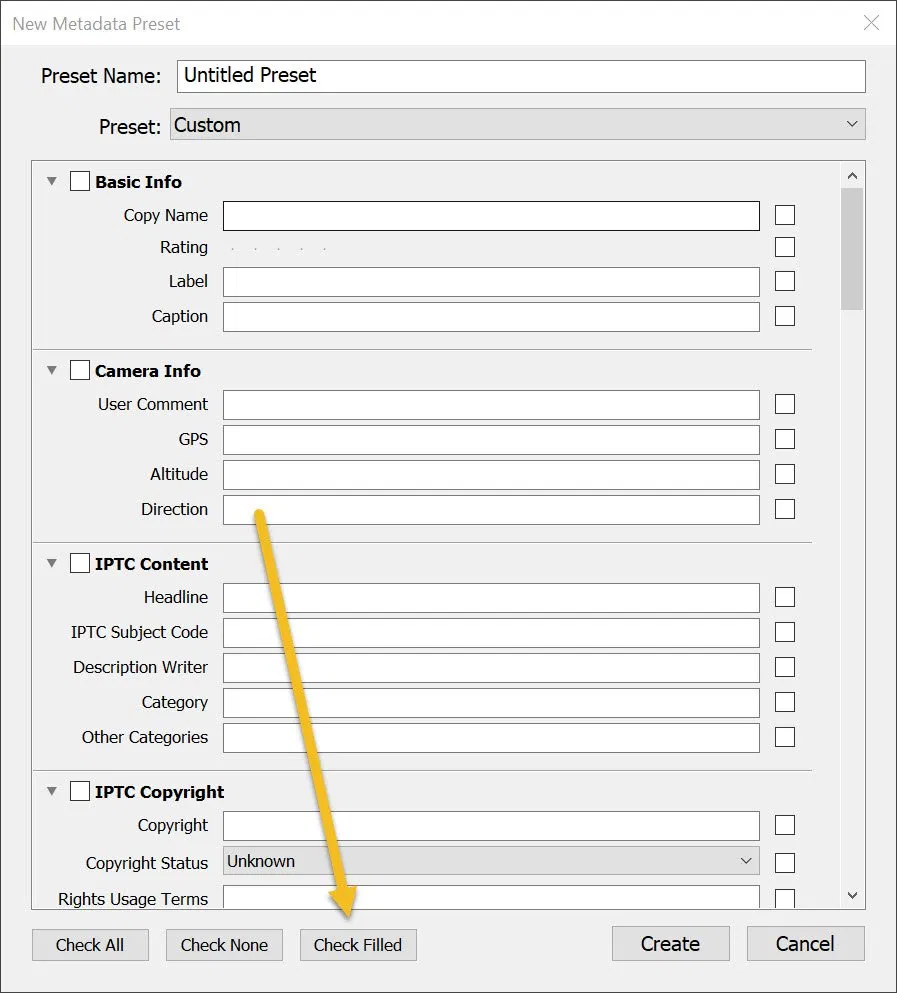 New Metadata Preset
Preset Name: Untitled Preset
Preset: Custom
Basic Info
Copy Name
Rating
Label
Caption
Camera Info
User Comment
GPS
Altitude
Direction
IPTC Content
Headline
IPTC Subject Code
Description Writer
Category
Other Categories
IPTC Copyright
Copyright
Copyright Status Unknown
Rights Usage Terms
Check All Check None Check Filled Create Cancel